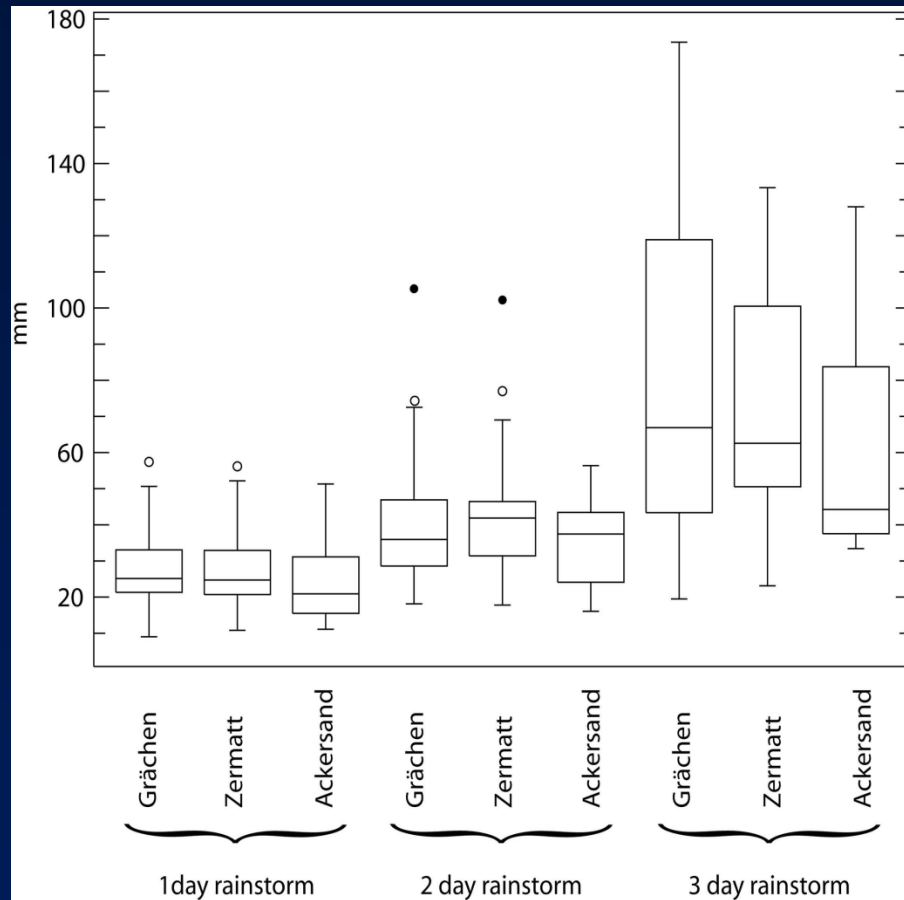 180
140
100
60
20
mm
Grächen
Zermatt
Ackersand
Grächen
Zermatt
Ackersand
Grächen
Zermatt
Ackersand
1day rainstorm
2 day rainstorm
3 day rainstorm